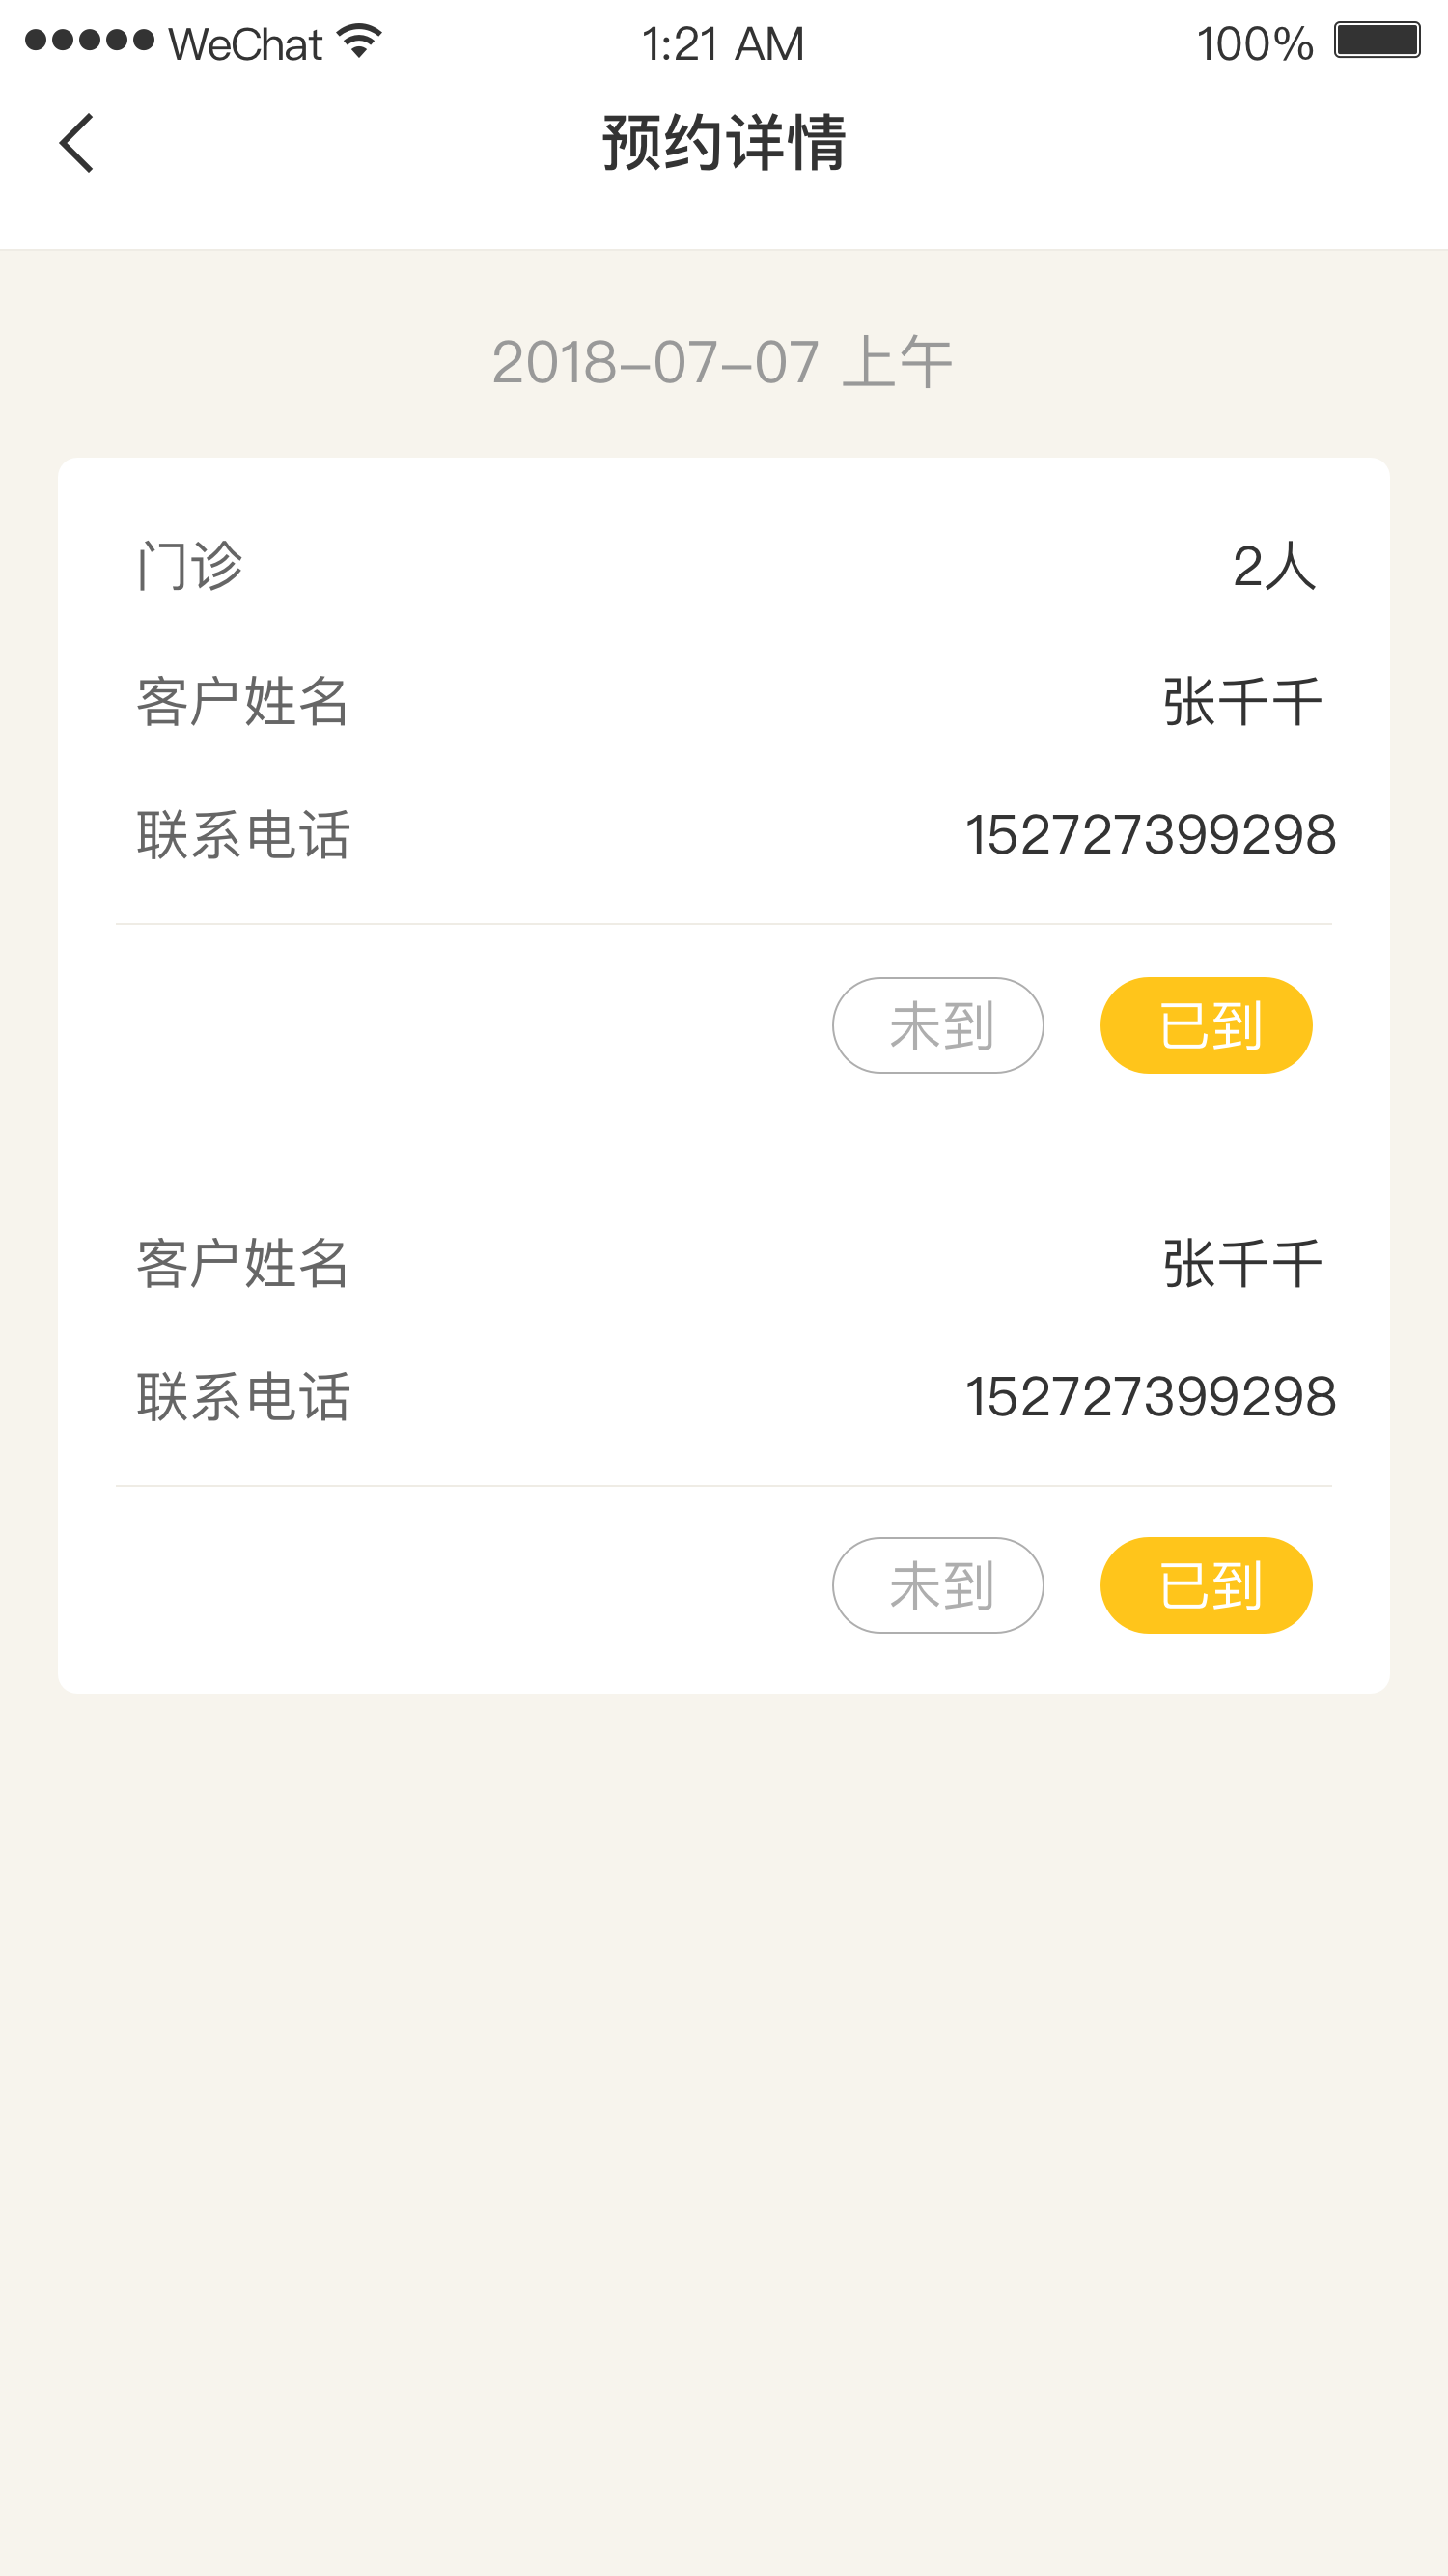 WeChat 1:21 AM 100%
预约详情
2018-07-07 上午
门诊 2人
客户姓名 张千千
联系电话 152727399298
未到 已到
客户姓名 张千千
联系电话 152727399298
未到 已到